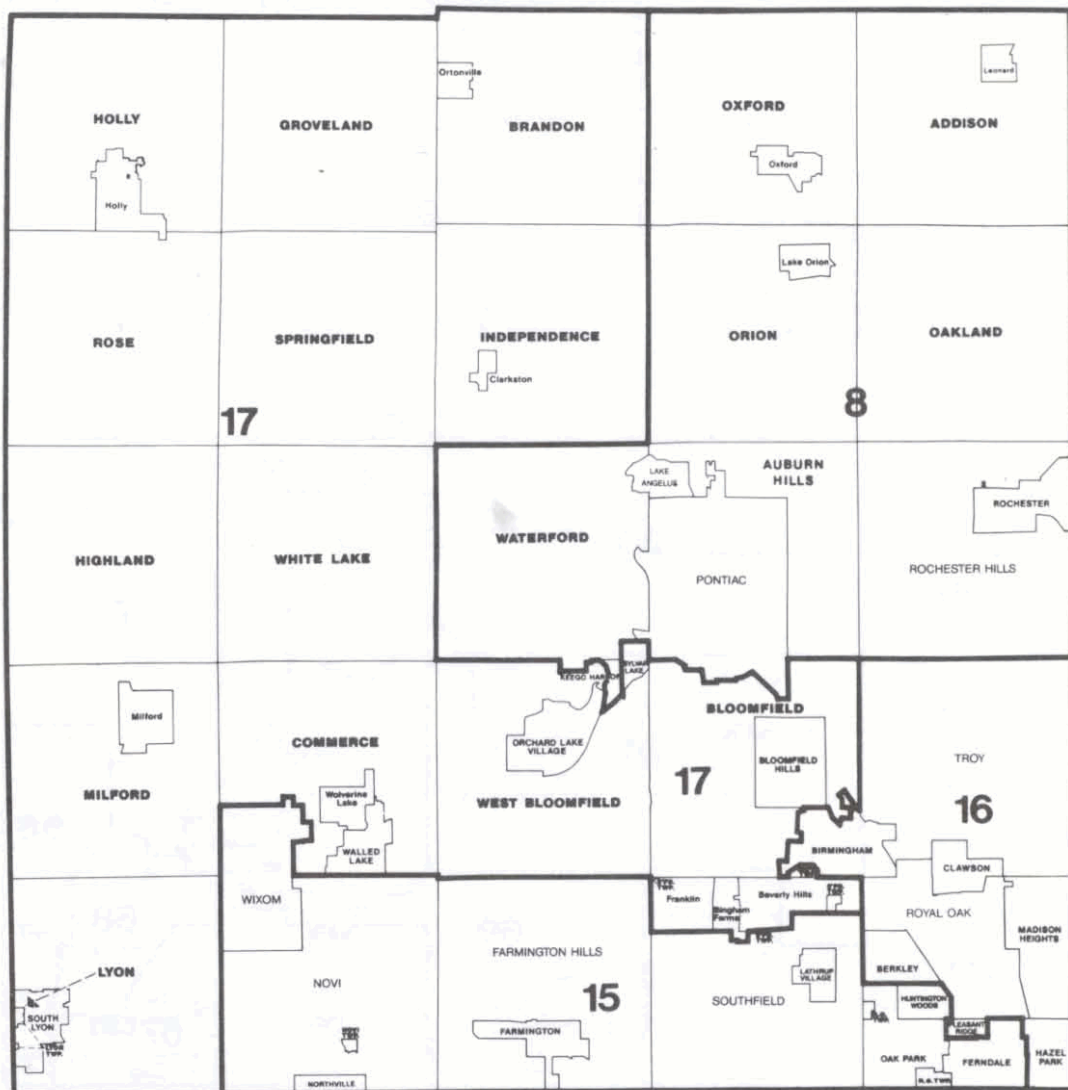 HOLLY
GROVELAND
Ortonville
BRANDON
OXFORD
Leonard
ADDISON
Oxford
Holly
Lake Orion
ROSE
SPRINGFIELD
INDEPENDENCE
ORION
OAKLAND
Clarkston
17
8
LAKE
ANGELUS
AUBURN
HILLS
ROCHESTER
HIGHLAND
WHITE LAKE
WATERFORD
PONTIAC
ROCHESTER HILLS
KEEGO HARBOR
SYLVAN
LAKE
Milford
BLOOMFIELD
COMMERCE
ORCHARD LAKE
VILLAGE
BLOOMFIELD
HILLS
TROY
MILFORD
Wolverine
Lake
WEST BLOOMFIELD
17
16
WALLED
LAKE
BIRMINGHAM
CLAWSON
WIXOM
Franklin
Bingham
Farms
Beverly Hills
ROYAL OAK
MADISON
HEIGHTS
FARMINGTON HILLS
LYON
NOVI
15
SOUTHFIELD
LATHRUP
VILLAGE
BERKLEY
SOUTH
LYON
HUNTINGTON
WOODS
FARMINGTON
PLEASANT
RIDGE
OAK PARK
FERNDALE
HAZEL
PARK
NORTHVILLE
R.O. TWP.